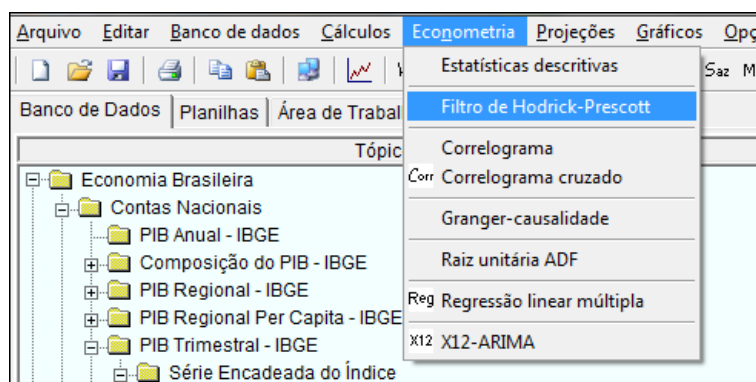 Arquivo Editar Banco de dados Cálculos Econometria Projeções Gráficos Opç
Estatísticas descritivas
Saz M
Banco de Dados Planilhas Área de Trabal
Filtro de Hodrick-Prescott
Tópic
Correlograma
Corr Correlograma cruzado
Granger-causalidade
Raiz unitária ADF
Reg Regressão linear múltipla
X12 X12-ARIMA
Economia Brasileira
Contas Nacionais
PIB Anual - IBGE
Composição do PIB - IBGE
PIB Regional - IBGE
PIB Regional Per Capita - IBGE
PIB Trimestral - IBGE
Série Encadeada do Índice